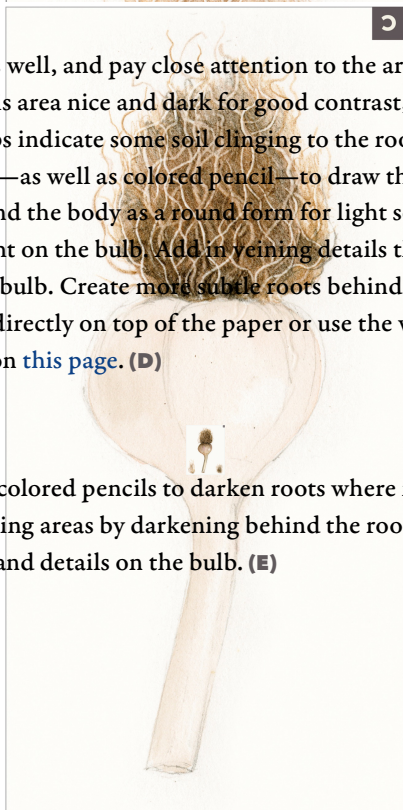 C
well, and pay close attention to the ar
s area nice and dark for good contrast,
s indicate some soil clinging to the roo
—as well as colored pencil—to draw th
nd the body as a round form for light s
nt on the bulb. Add in veining details t
bulb. Create more subtle roots behind
directly on top of the paper or use the
on this page. (D)
colored pencils to darken roots where
ing areas by darkening behind the roo
and details on the bulb. (E)